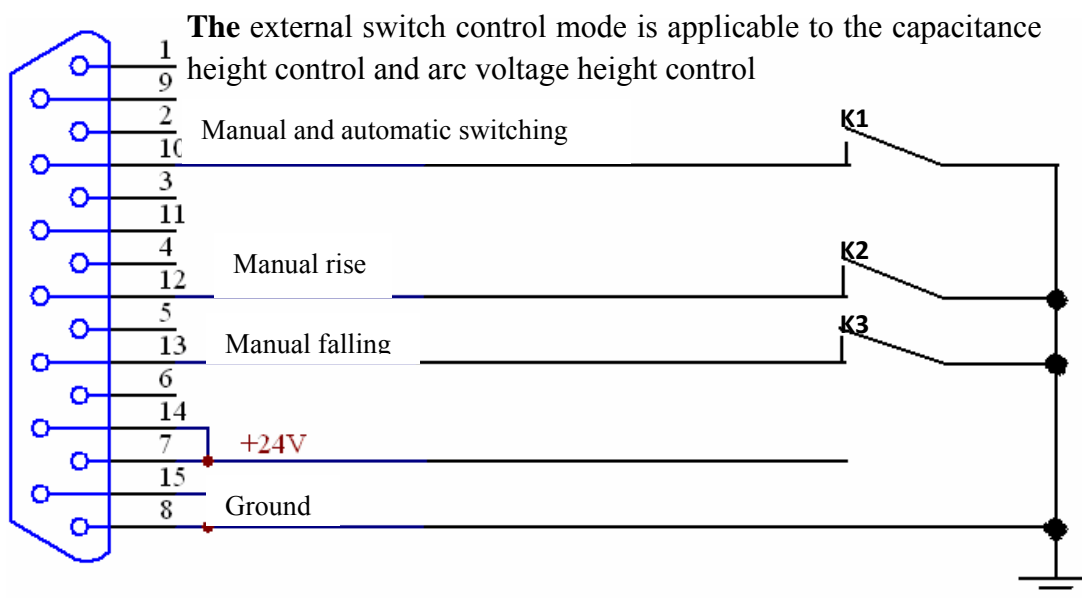 The external switch control mode is applicable to the capacitance
height control and arc voltage height control
1
9
2
Manual and automatic switching
K1
10
3
11
4
Manual rise
K2
12
5
K3
13
Manual falling
6
14
7
+24V
15
8
Ground